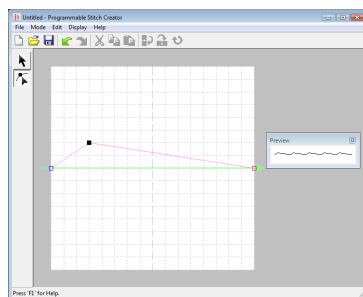 Untitled - Programmable Stitch Creator
File Mode Edit Display Help
Preview
Press 'F1' for Help.